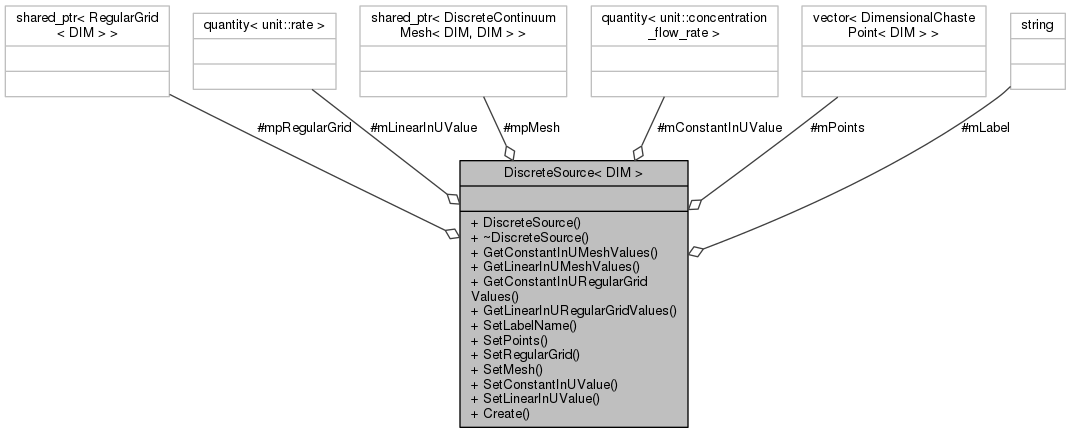 shared_ptr< RegularGrid
< DIM > >
quantity< unit::rate >
shared_ptr< DiscreteContinuum
Mesh< DIM, DIM > >
quantity< unit::concentration
_flow_rate >
vector< DimensionalChaste
Point< DIM > >
string
#mpRegularGrid
#mLinearInUValue
#mpMesh
#mConstantInUValue
#mPoints
#mLabel
DiscreteSource< DIM >
+ DiscreteSource()
+ ~DiscreteSource()
+ GetConstantInUMeshValues()
+ GetLinearInUMeshValues()
+ GetConstantInURegularGrid
Values()
+ GetLinearInURegularGridValues()
+ SetLabelName()
+ SetPoints()
+ SetRegularGrid()
+ SetMesh()
+ SetConstantInUValue()
+ SetLinearInUValue()
+ Create()